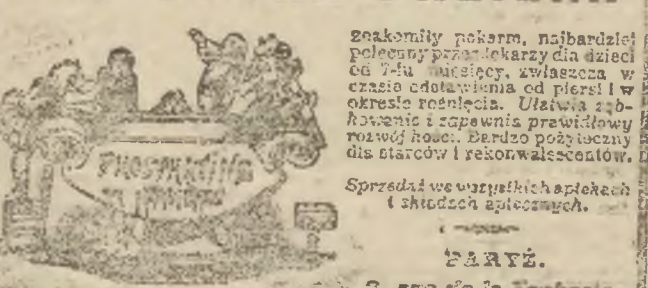 znakomity pokarm, najbardziej
polecany przez lekarzy dla dzieci
od 7-iu miesięcy, zwłaszcza w
czasie odstawienia od piersi i w
okresie rośnięcia. Ułatwia ząb-
kowanie i zapewnia prawidłowy
rozwój kości. Bardzo pożyteczny
dla starców i rekonwalescentów.
Sprzedaż we wszystkich aptekach
i składach aptecznych.
PARYŻ.
PHOSPHATINE